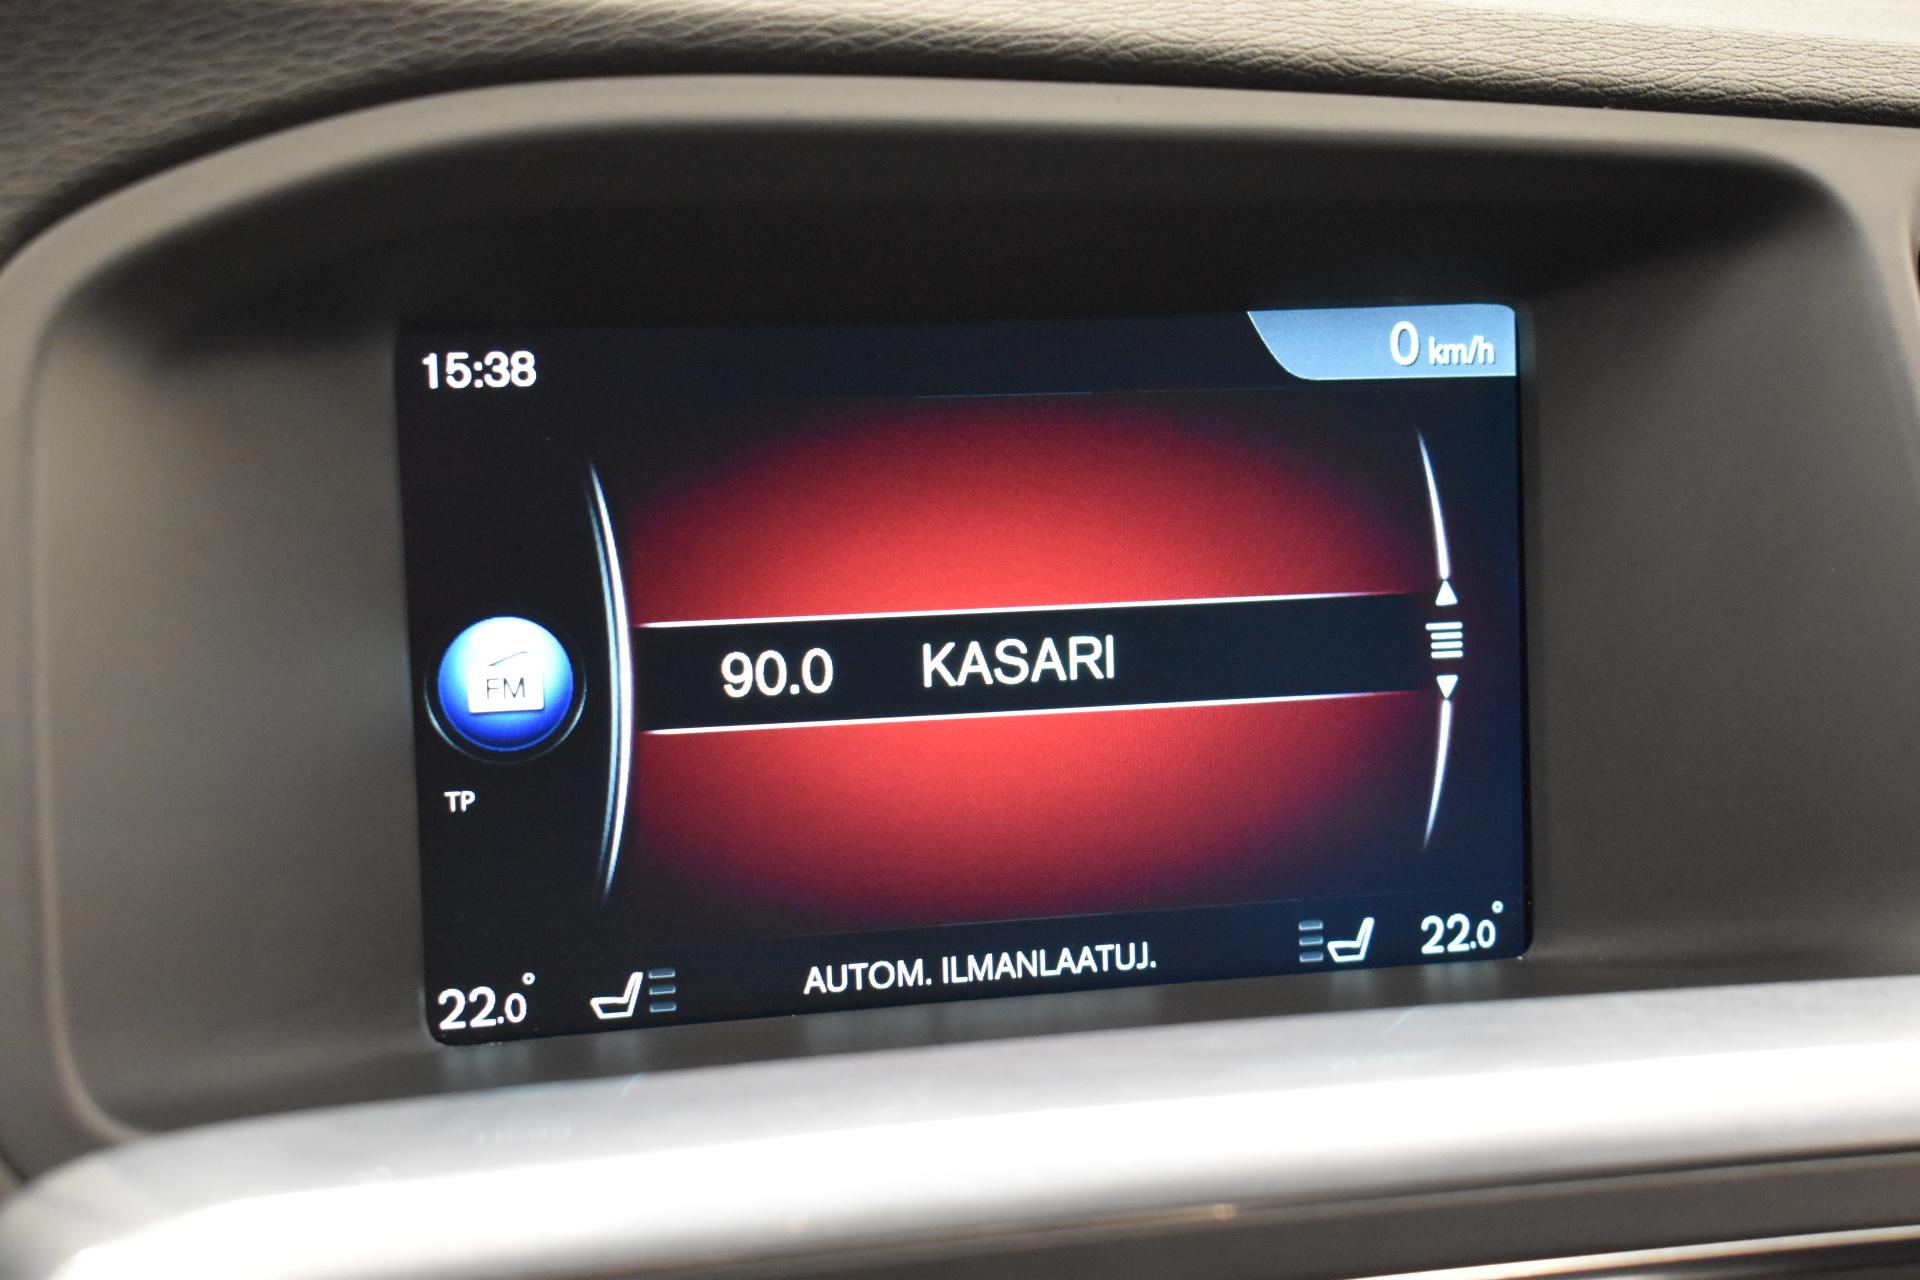 15:38
0 km/h
90.0 KASARI
FM
TP
22.0° AUTOM. ILMANLAATUJ. 22.0°